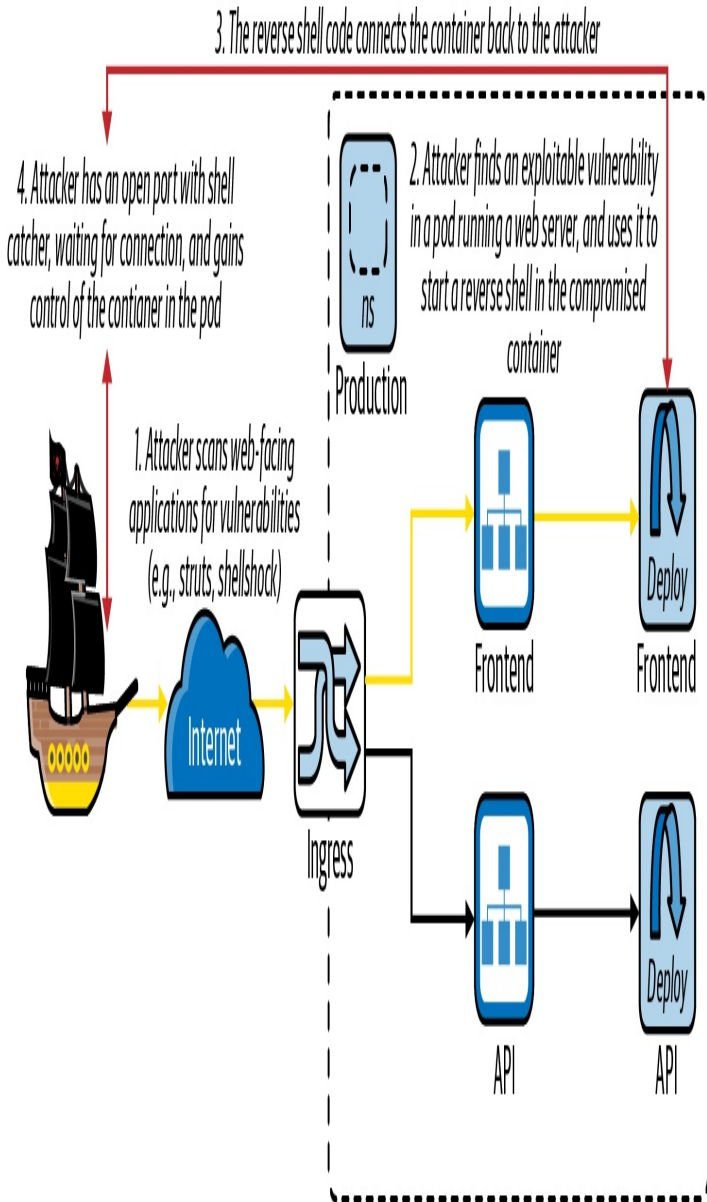 3. The reverse shell code connects the container back to the attacker
4. Attacker has an open port with shell
catcher, waiting for connection, and gains
control of the contianer in the pod
2. Attacker finds an exploitable vulnerability
in a pod running a web server, and uses it to
start a reverse shell in the compromised
container
ns
Production
1. Attacker scans web-facing
applications for vulnerabilities
(e.g., struts, shellshock)
Internet
Ingress
Frontend
Deploy
Frontend
API
Deploy
API